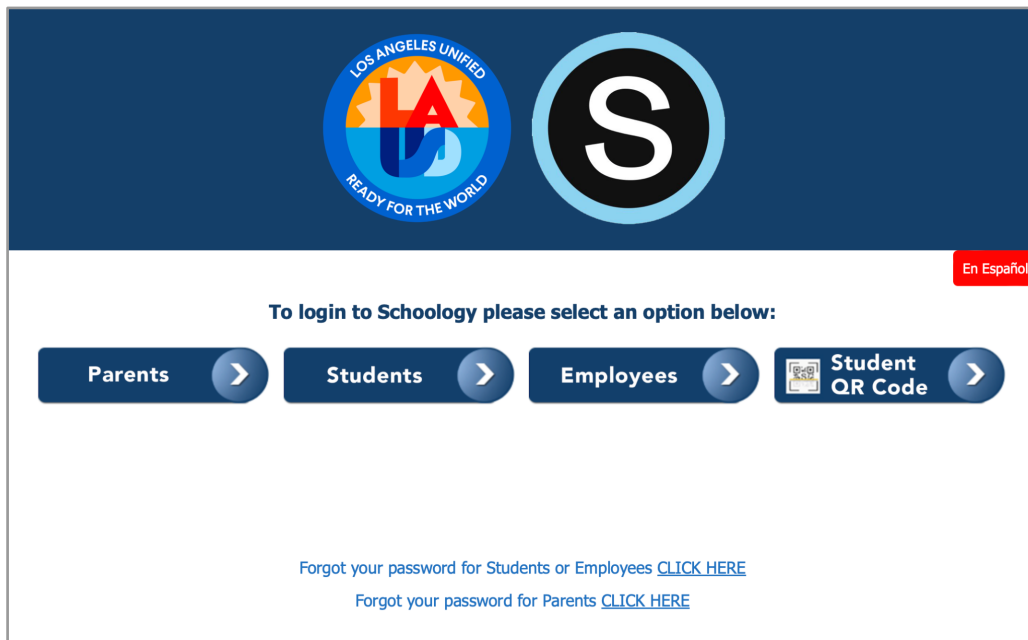 LOS ANGELES UNIFIED
LAUSD
READY FOR THE WORLD
S
En Español
To login to Schoology please select an option below:
Parents
Students
Employees
Student
QR Code
Forgot your password for Students or Employees CLICK HERE
Forgot your password for Parents CLICK HERE